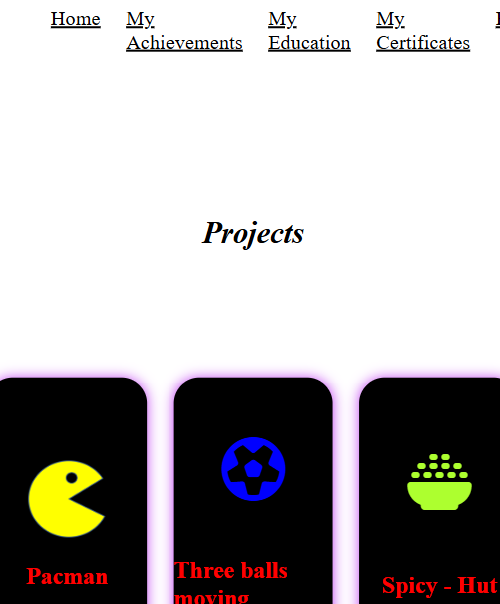 Home
My
Achievements
My
Education
My
Certificates
Projects
Pacman
Three balls
moving
Spicy - Hut